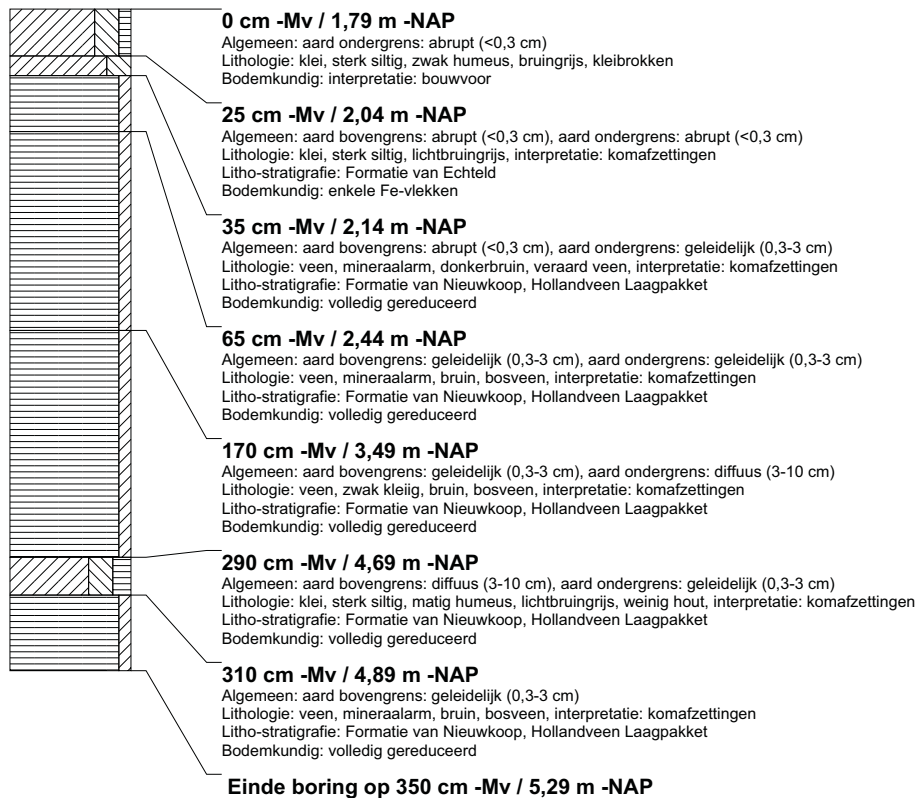 0 cm -Mv / 1,79 m -NAP
Algemeen: aard ondergrens: abrupt (<0,3 cm)
Lithologie: klei, sterk siltig, zwak humeus, bruingrijs, kleibrokken
Bodemkundig: interpretatie: bouwvoor
25 cm -Mv / 2,04 m -NAP
Algemeen: aard bovengrens: abrupt (<0,3 cm), aard ondergrens: abrupt (<0,3 cm)
Lithologie: klei, sterk siltig, lichtbruingrijs, interpretatie: komafzettingen
Litho-stratigrafie: Formatie van Echteld
Bodemkundig: enkele Fe-vlekken
35 cm -Mv / 2,14 m -NAP
Algemeen: aard bovengrens: abrupt (<0,3 cm), aard ondergrens: geleidelijk (0,3-3 cm)
Lithologie: veen, mineraalarm, donkerbruin, veraard veen, interpretatie: komafzettingen
Litho-stratigrafie: Formatie van Nieuwkoop, Hollandveen Laagpakket
Bodemkundig: volledig gereduceerd
65 cm -Mv / 2,44 m -NAP
Algemeen: aard bovengrens: geleidelijk (0,3-3 cm), aard ondergrens: geleidelijk (0,3-3 cm)
Lithologie: veen, mineraalarm, bruin, bosveen, interpretatie: komafzettingen
Litho-stratigrafie: Formatie van Nieuwkoop, Hollandveen Laagpakket
Bodemkundig: volledig gereduceerd
170 cm -Mv / 3,49 m -NAP
Algemeen: aard bovengrens: geleidelijk (0,3-3 cm), aard ondergrens: diffuus (3-10 cm)
Lithologie: veen, zwak kleiig, bruin, bosveen, interpretatie: komafzettingen
Litho-stratigrafie: Formatie van Nieuwkoop, Hollandveen Laagpakket
Bodemkundig: volledig gereduceerd
290 cm -Mv / 4,69 m -NAP
Algemeen: aard bovengrens: diffuus (3-10 cm), aard ondergrens: geleidelijk (0,3-3 cm)
Lithologie: klei, sterk siltig, matig humeus, lichtbruingrijs, weinig hout, interpretatie: komafzettingen
Litho-stratigrafie: Formatie van Nieuwkoop, Hollandveen Laagpakket
Bodemkundig: volledig gereduceerd
310 cm -Mv / 4,89 m -NAP
Algemeen: aard bovengrens: geleidelijk (0,3-3 cm)
Lithologie: veen, mineraalarm, bruin, bosveen, interpretatie: komafzettingen
Litho-stratigrafie: Formatie van Nieuwkoop, Hollandveen Laagpakket
Bodemkundig: volledig gereduceerd
Einde boring op 350 cm -Mv / 5,29 m -NAP